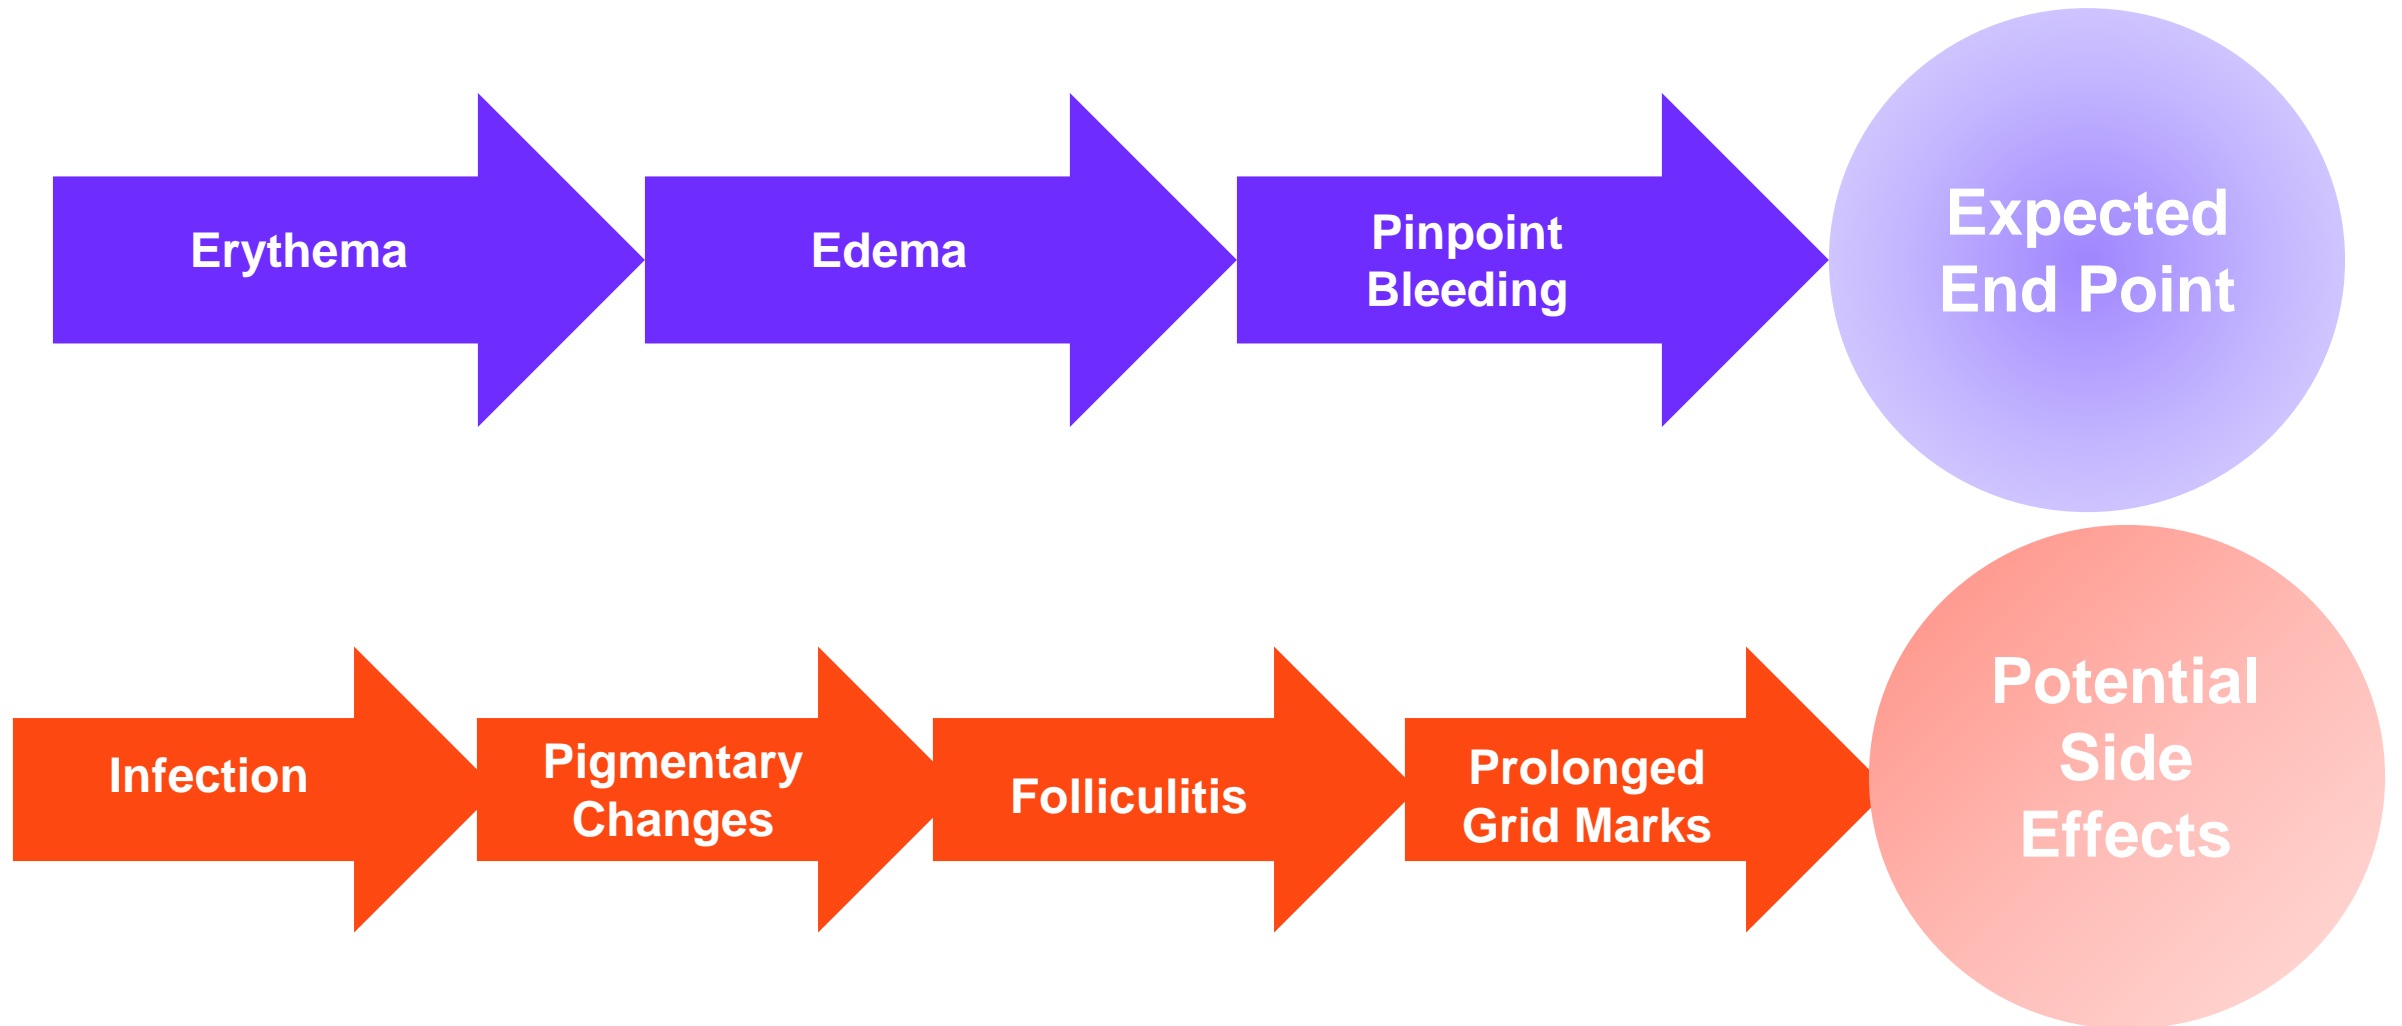 Erythema
Edema
Pinpoint
Bleeding
Expected
End Point
Infection
Pigmentary
Changes
Folliculitis
Prolonged
Grid Marks
Potential
Side
Effects